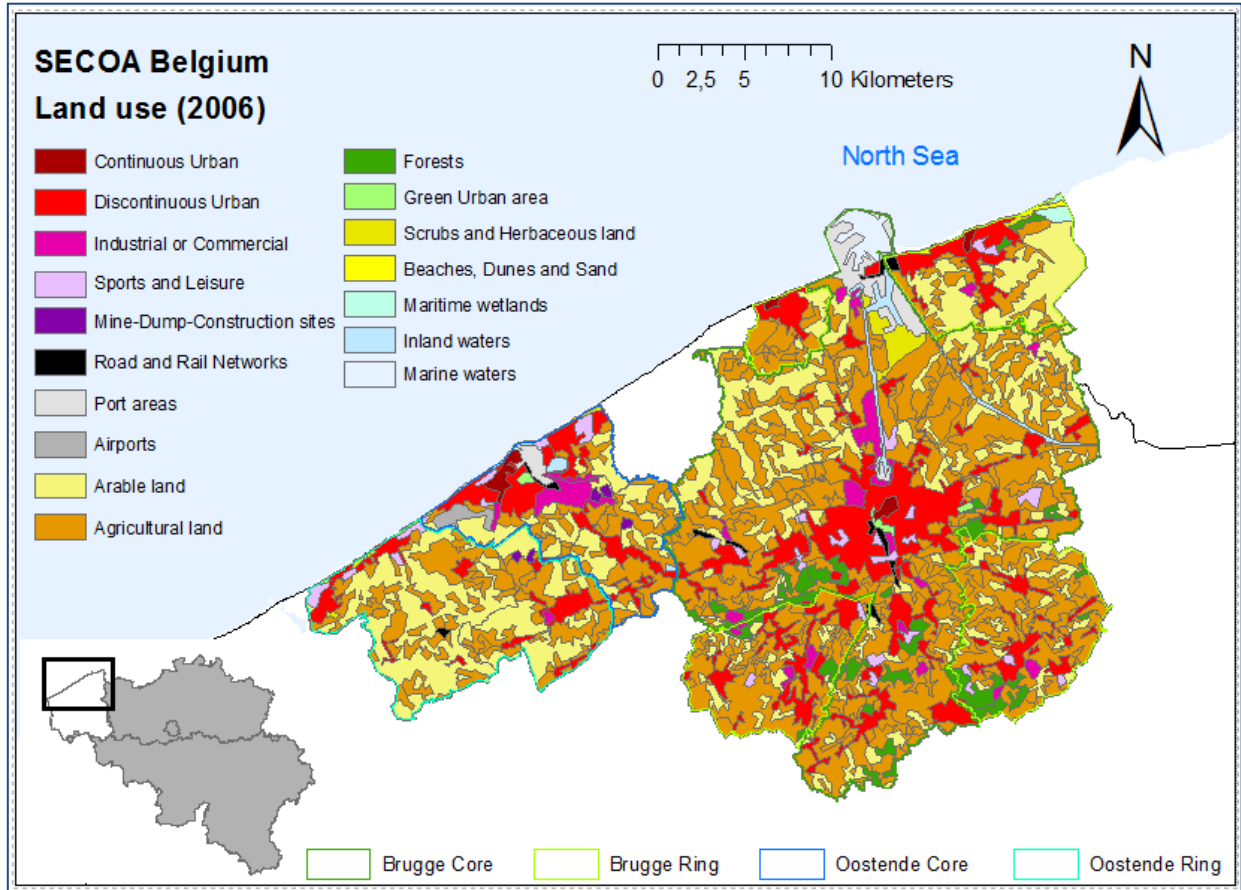 SECOA Belgium
Land use (2006)
0 2,5 5 10 Kilometers
N
North Sea
Continuous Urban
Discontinuous Urban
Industrial or Commercial
Sports and Leisure
Mine-Dump-Construction sites
Road and Rail Networks
Port areas
Airports
Arable land
Agricultural land
Forests
Green Urban area
Scrubs and Herbaceous land
Beaches, Dunes and Sand
Maritime wetlands
Inland waters
Marine waters
Brugge Core Brugge Ring Oostende Core Oostende Ring